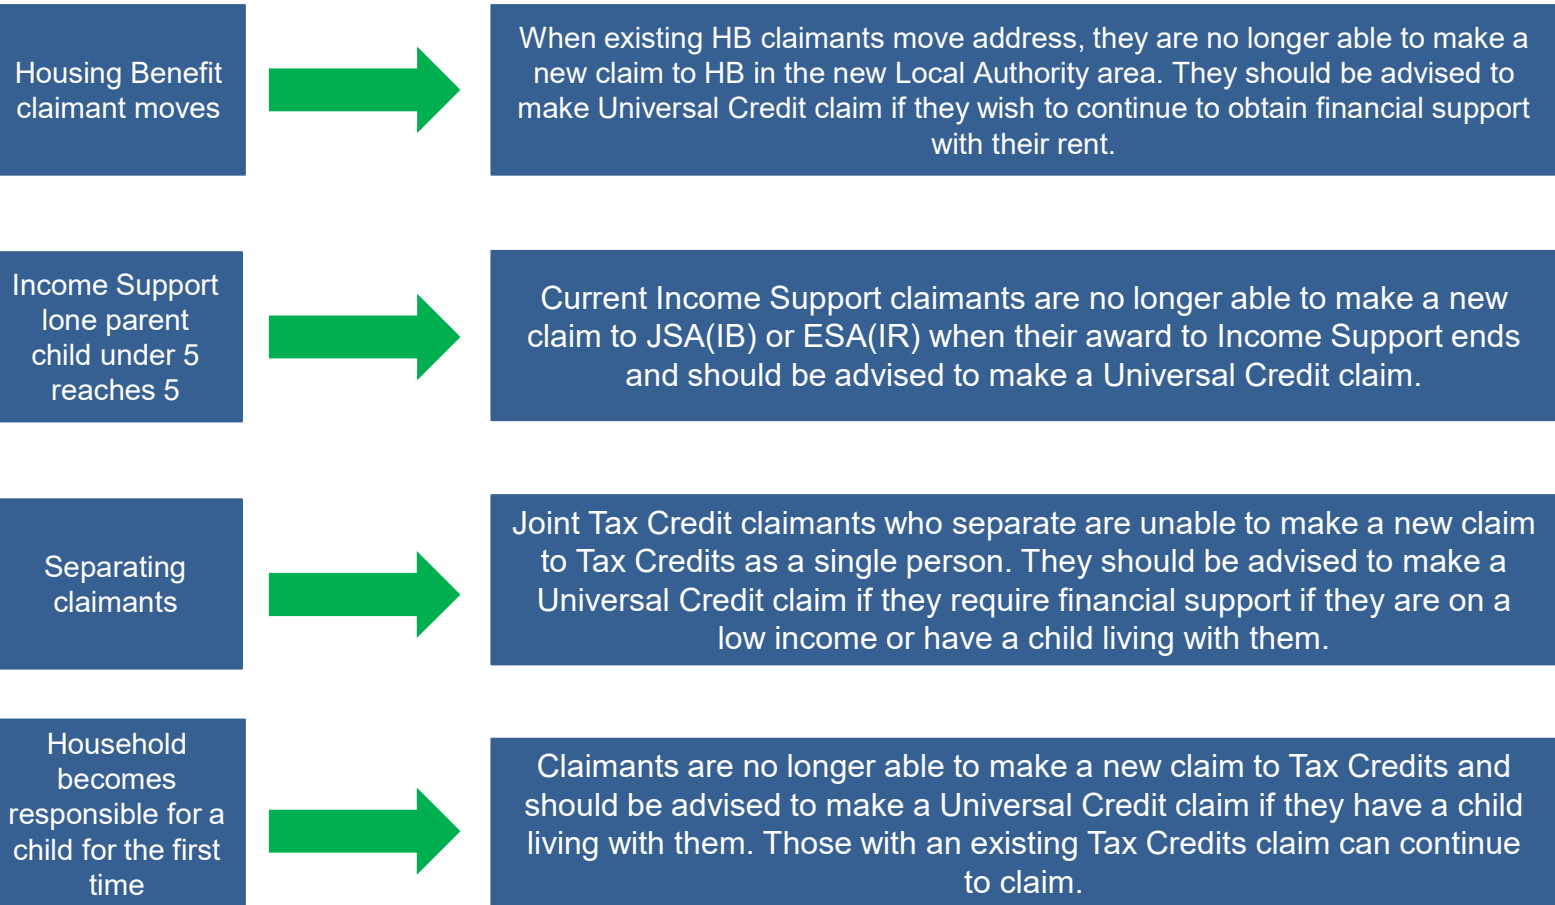 Housing Benefit
claimant moves
When existing HB claimants move address, they are no longer able to make a
new claim to HB in the new Local Authority area. They should be advised to
make Universal Credit claim if they wish to continue to obtain financial support
with their rent.
Income Support
lone parent
child under 5
reaches 5
Current Income Support claimants are no longer able to make a new
claim to JSA(IB) or ESA(IR) when their award to Income Support ends
and should be advised to make a Universal Credit claim.
Separating
claimants
Joint Tax Credit claimants who separate are unable to make a new claim
to Tax Credits as a single person. They should be advised to make a
Universal Credit claim if they require financial support if they are on a
low income or have a child living with them.
Household
becomes
responsible for a
child for the first
time
Claimants are no longer able to make a new claim to Tax Credits and
should be advised to make a Universal Credit claim if they have a child
living with them. Those with an existing Tax Credits claim can continue
to claim.